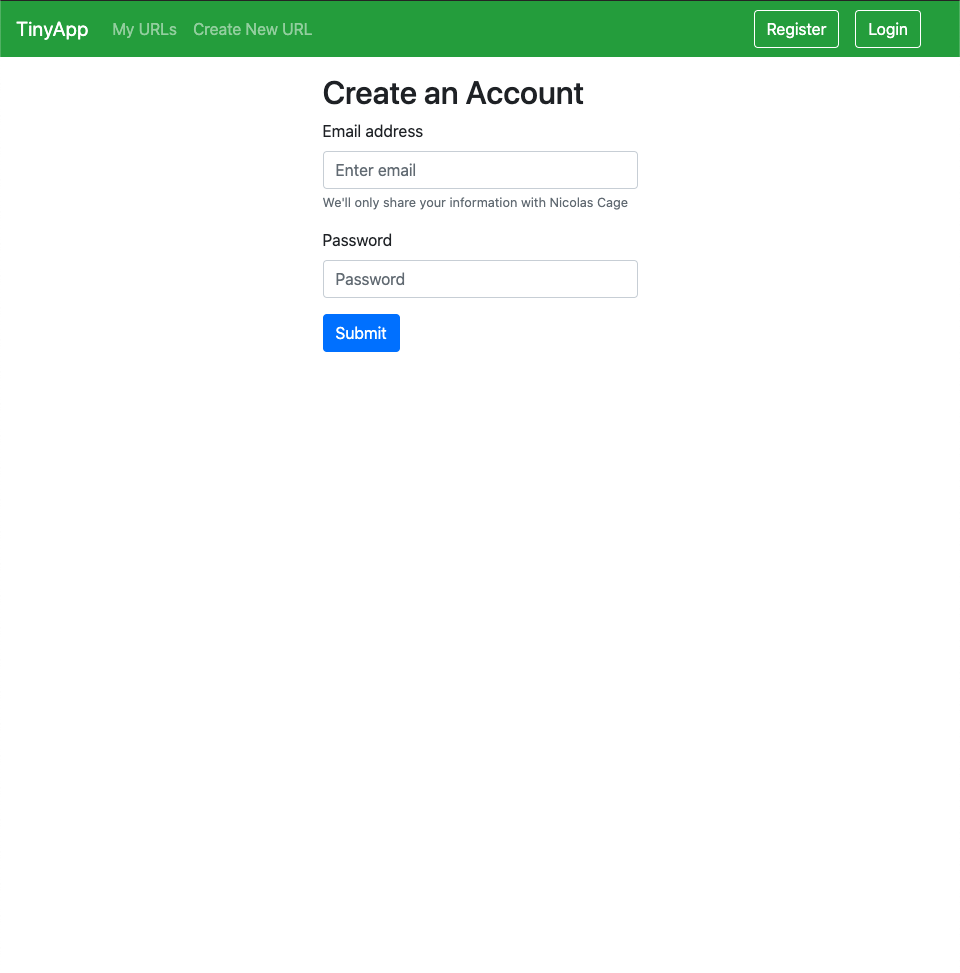 TinyApp My URLs Create New URL Register Login
Create an Account
Email address
Enter email
We'll only share your information with Nicolas Cage
Password
Password
Submit